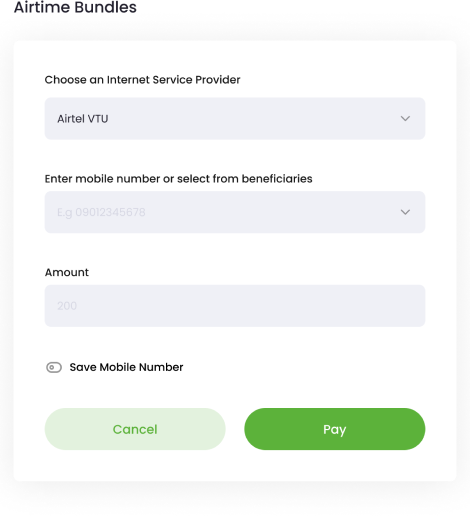 Airtime Bundles
Choose an Internet Service Provider
Airtel VTU
Enter mobile number or select from beneficiaries
E.g 09012345678
Amount
200
Save Mobile Number
Cancel
Pay